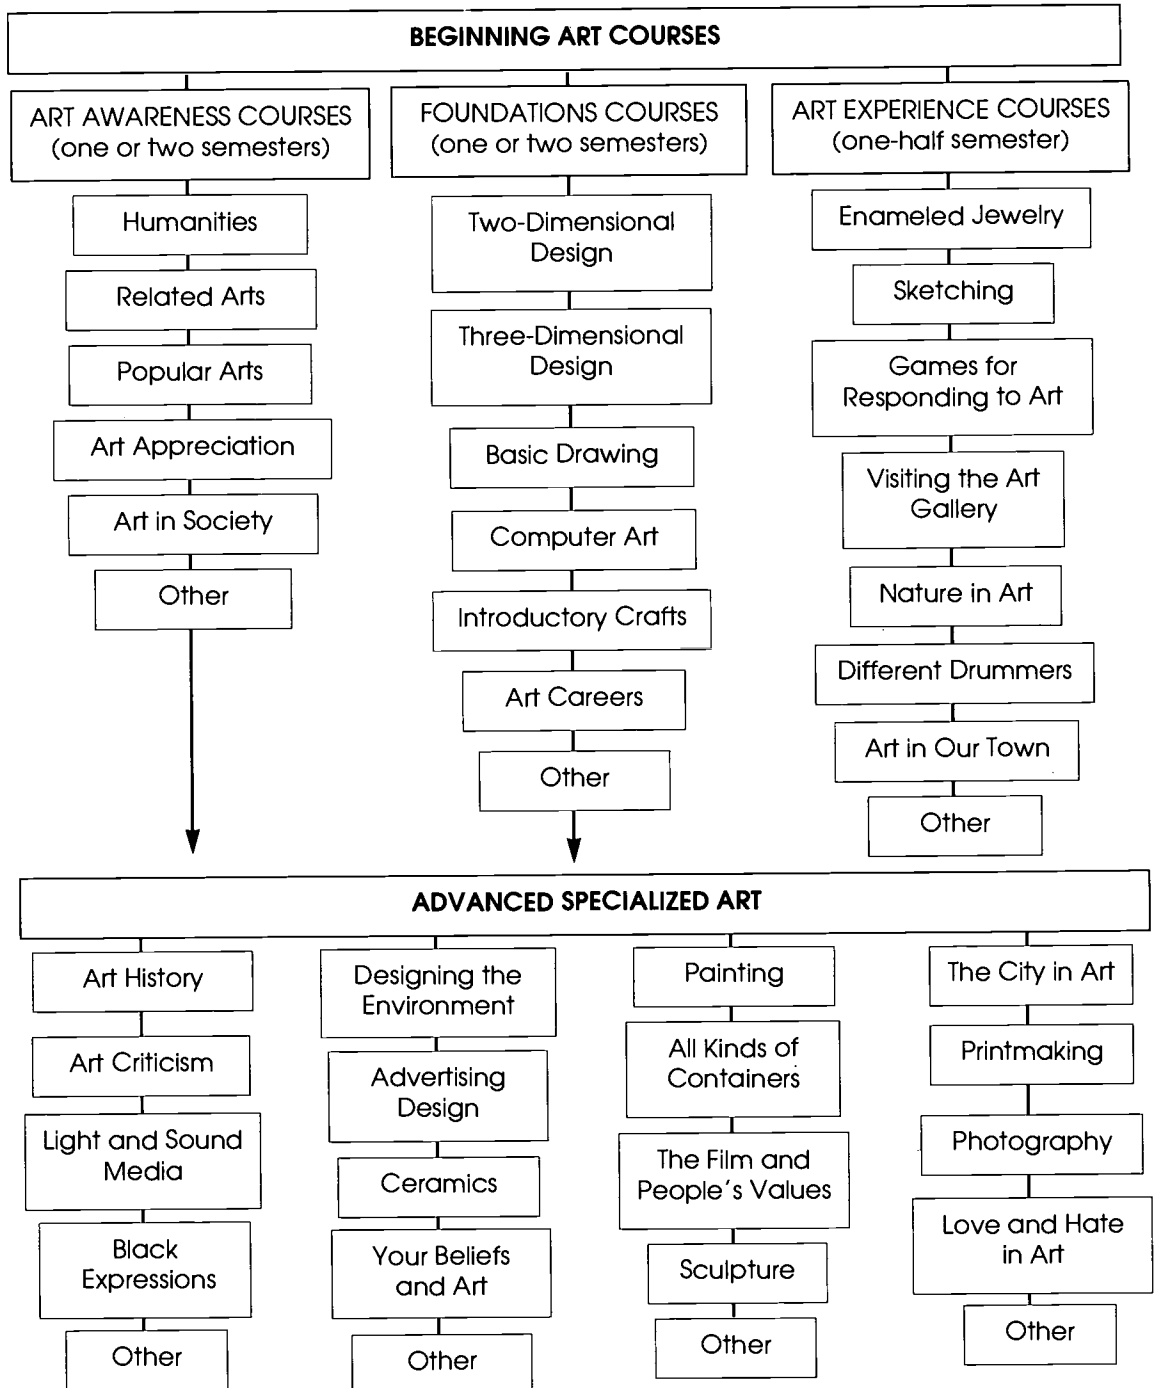 BEGINNING ART COURSES
ART AWARENESS COURSES
(one or two semesters)
Humanities
Related Arts
Popular Arts
Art Appreciation
Art in Society
Other
FOUNDATIONS COURSES
(one or two semesters)
Two-Dimensional
Design
Three-Dimensional
Design
Basic Drawing
Computer Art
Introductory Crafts
Art Careers
Other
ART EXPERIENCE COURSES
(one-half semester)
Enameled Jewelry
Sketching
Games for
Responding to Art
Visiting the Art
Gallery
Nature in Art
Different Drummers
Art in Our Town
Other
ADVANCED SPECIALIZED ART
Art History
Art Criticism
Light and Sound
Media
Black
Expressions
Other
Designing the
Environment
Advertising
Design
Ceramics
Your Beliefs
and Art
Other
Painting
All Kinds of
Containers
The Film and
People's Values
Sculpture
Other
The City in Art
Printmaking
Photography
Love and Hate
in Art
Other